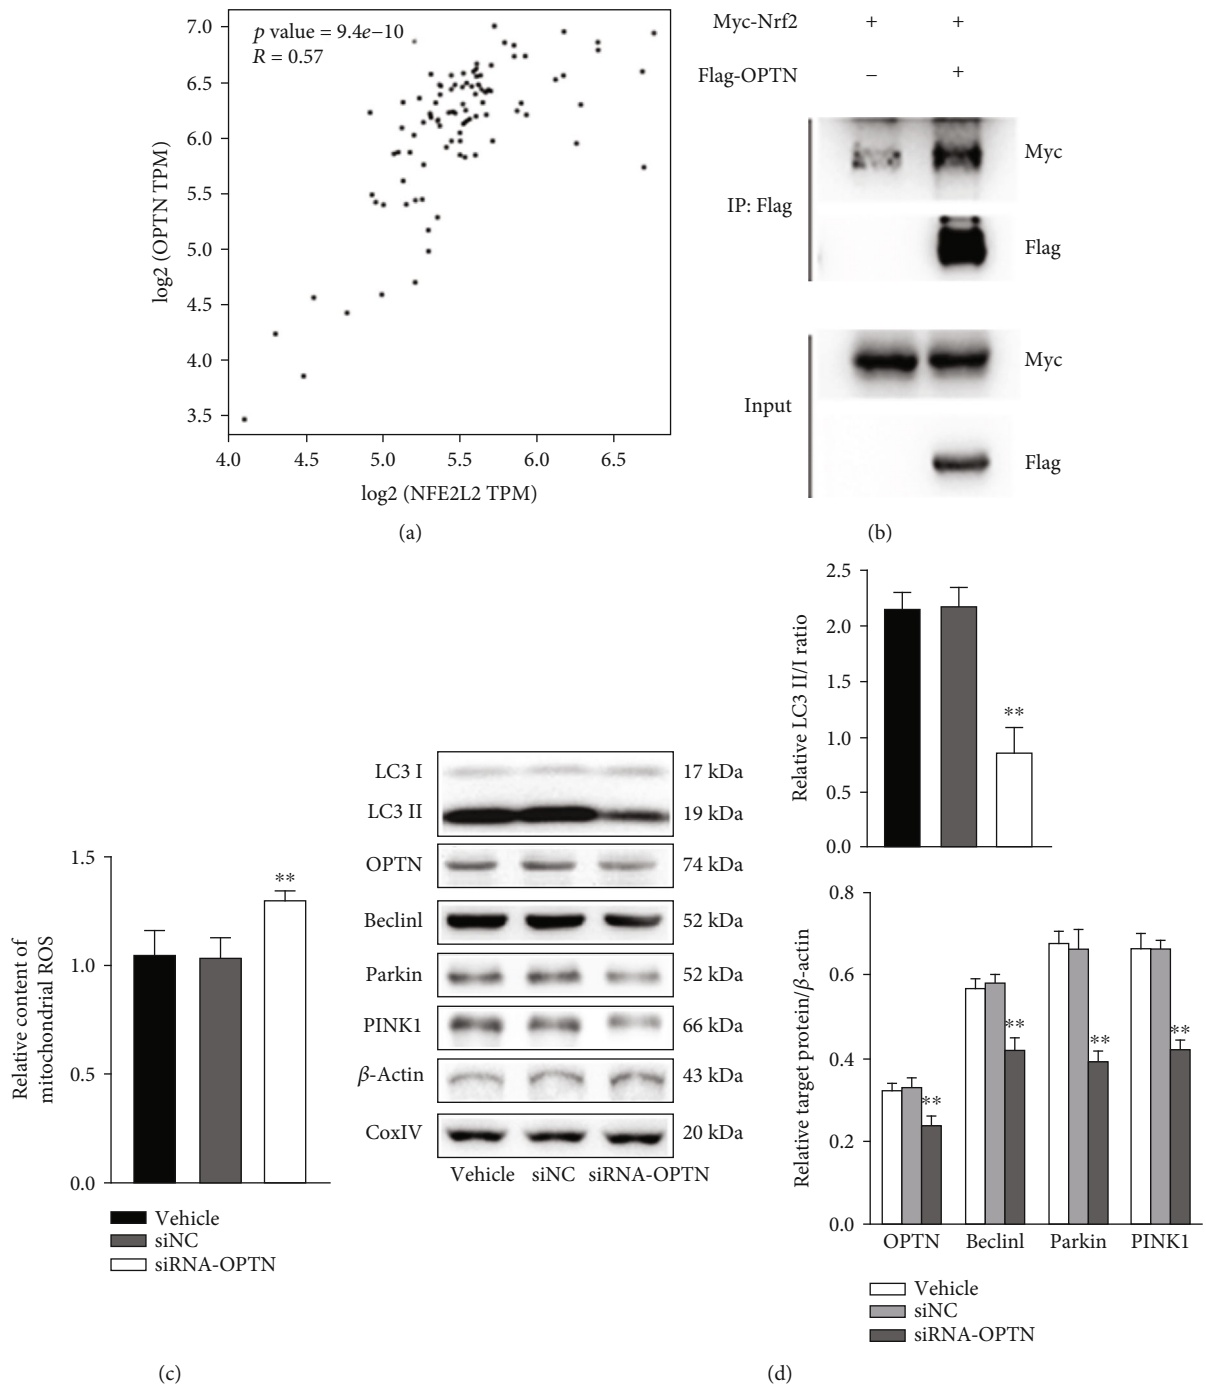 p value = 9.4e−10
R = 0.57
7.0
6.5
6.0
5.5
5.0
4.5
4.0
3.5
log2 (OPTN TPM)
4.0 4.5 5.0 5.5 6.0 6.5
log2 (NFE2L2 TPM)
(a)
Myc-Nrf2 + +
Flag-OPTN − +
IP: Flag
Myc
Flag
Input
Myc
Flag
(b)
Relative content of
mitochondrial ROS
1.5
1.0
0.5
0.0
**
Vehicle
siNC
siRNA-OPTN
(c)
LC3 I 17 kDa
LC3 II 19 kDa
OPTN 74 kDa
Beclinl 52 kDa
Parkin 52 kDa
PINK1 66 kDa
β-Actin 43 kDa
CoxIV 20 kDa
Vehicle siNC siRNA-OPTN
Relative LC3 II/I ratio
2.5
2.0
1.5
1.0
0.5
0.0
**
Relative target protein/β-actin
0.8
0.6
0.4
0.2
0.0
** ** ** **
OPTN Beclinl Parkin PINK1
Vehicle
siNC
siRNA-OPTN
(d)